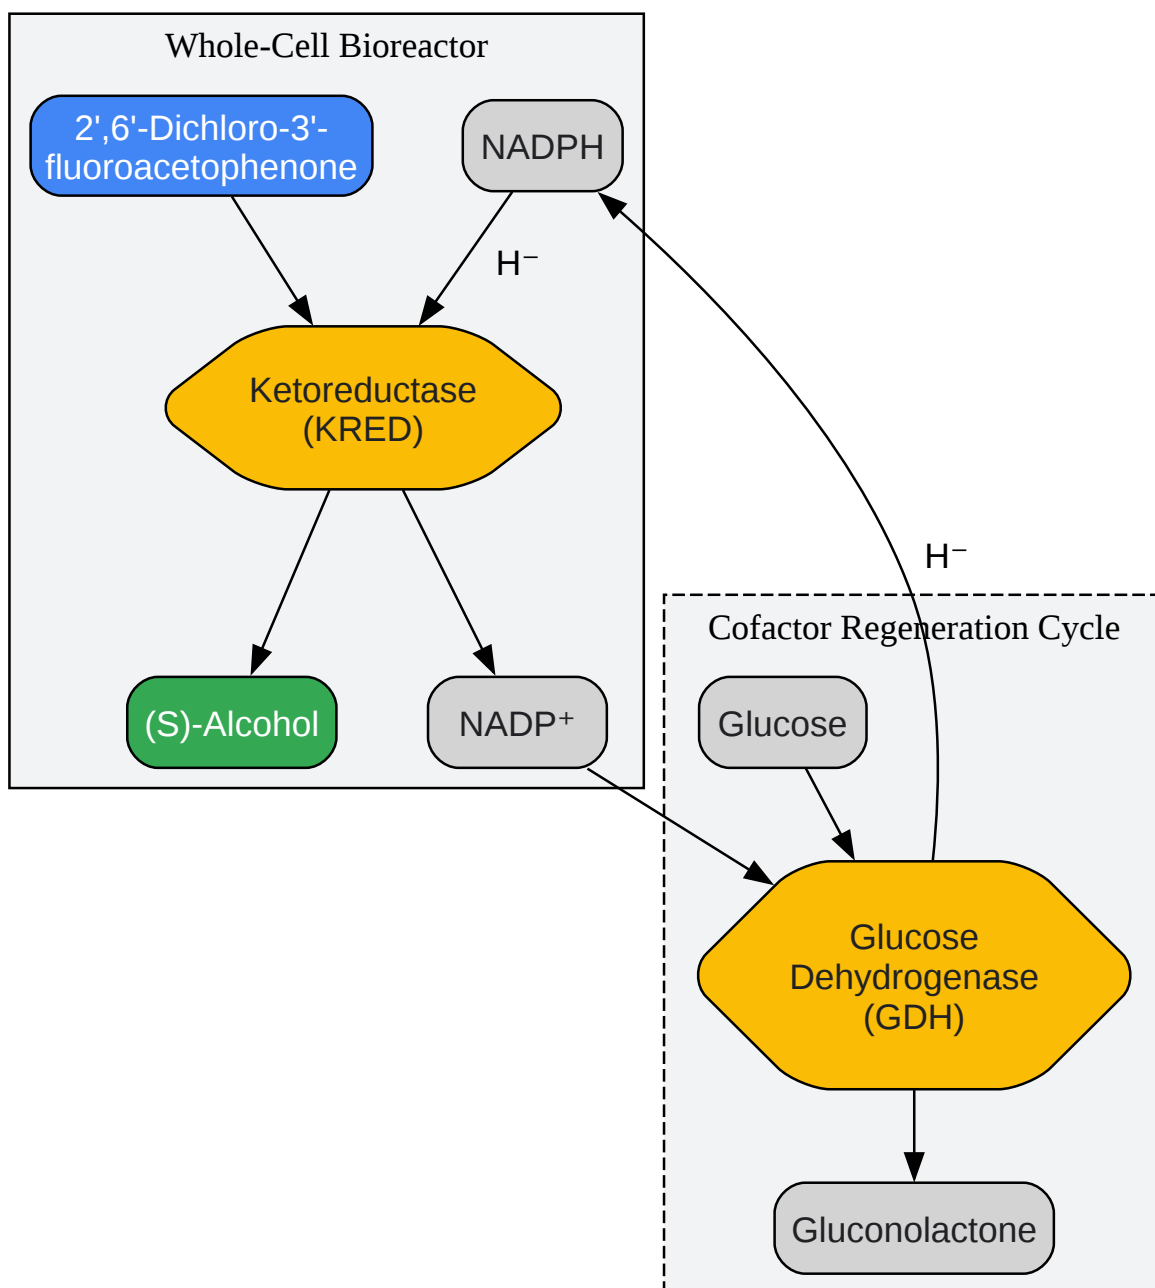 Whole-Cell Bioreactor
2',6'-Dichloro-3'-
fluoroacetophenone
NADPH
H⁻
Ketoreductase
(KRED)
H⁻
Cofactor Regeneration Cycle
(S)-Alcohol
NADP⁺
Glucose
Glucose
Dehydrogenase
(GDH)
Gluconolactone